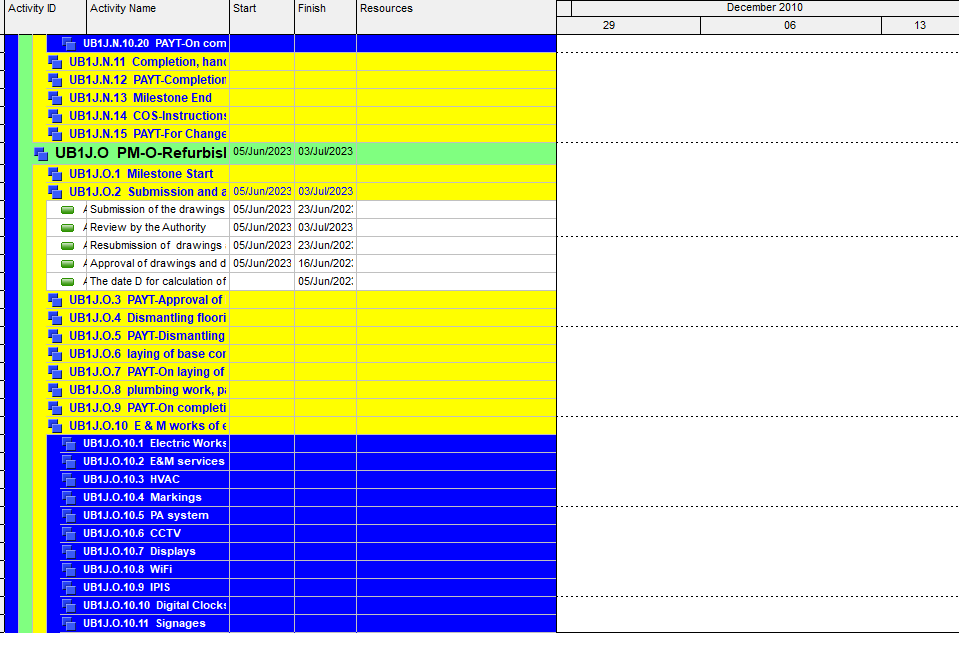 Activity ID Activity Name Start Finish Resources December 2010
29 06 13
UB1J.N.10.20 PAYT-On com
UB1J.N.11 Completion, hand
UB1J.N.12 PAYT-Completion
UB1J.N.13 Milestone End
UB1J.N.14 COS-Instructions
UB1J.N.15 PAYT-For Change
UB1J.O PM-O-Refurbis 05/Jun/2023 03/Jul/2023
UB1J.O.1 Milestone Start
UB1J.O.2 Submission and a 05/Jun/2023 03/Jul/2023
Submission of the drawings 05/Jun/2023 23/Jun/202
Review by the Authority 05/Jun/2023 03/Jul/2023
Resubmission of drawings 05/Jun/2023 23/Jun/202
Approval of drawings and d 05/Jun/2023 16/Jun/202
The date D for calculation of 05/Jun/202
UB1J.O.3 PAYT-Approval of
UB1J.O.4 Dismantling floori
UB1J.O.5 PAYT-Dismantling
UB1J.O.6 laying of base con
UB1J.O.7 PAYT-On laying of
UB1J.O.8 plumbing work, pa
UB1J.O.9 PAYT-On completi
UB1J.O.10 E & M works of e
UB1J.O.10.1 Electric Works
UB1J.O.10.2 E&M services
UB1J.O.10.3 HVAC
UB1J.O.10.4 Markings
UB1J.O.10.5 PA system
UB1J.O.10.6 CCTV
UB1J.O.10.7 Displays
UB1J.O.10.8 WiFi
UB1J.O.10.9 IPIS
UB1J.O.10.10 Digital Clocks
UB1J.O.10.11 Signages